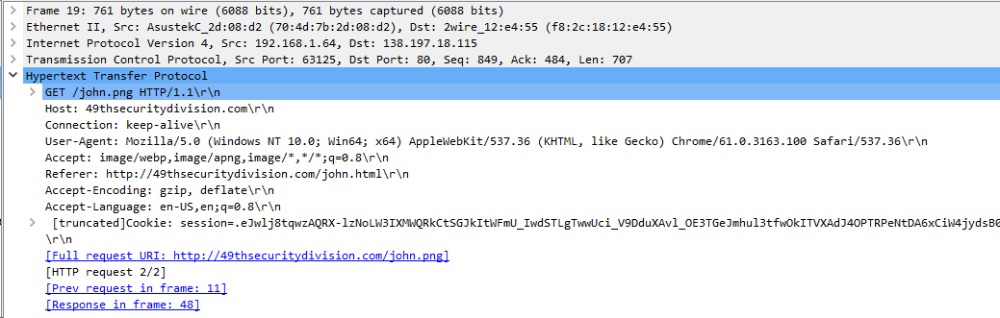 Frame 19: 761 bytes on wire (6088 bits), 761 bytes captured (6088 bits)
Ethernet II, Src: AsustekC_2d:08:d2 (70:4d:7b:2d:08:d2), Dst: 2wire_12:e4:55 (f8:2c:18:12:e4:55)
Internet Protocol Version 4, Src: 192.168.1.64, Dst: 138.197.18.115
Transmission Control Protocol, Src Port: 63125, Dst Port: 80, Seq: 849, Ack: 484, Len: 707
Hypertext Transfer Protocol
GET /john.png HTTP/1.1\r\n
Host: 49thsecuritydivision.com\r\n
Connection: keep-alive\r\n
User-Agent: Mozilla/5.0 (Windows NT 10.0; Win64; x64) AppleWebKit/537.36 (KHTML, like Gecko) Chrome/61.0.3163.100 Safari/537.36\r\n
Accept: image/webp,image/apng,image/*,*/*;q=0.8\r\n
Referer: http://49thsecuritydivision.com/john.html\r\n
Accept-Encoding: gzip, deflate\r\n
Accept-Language: en-US,en;q=0.8\r\n
[truncated]Cookie: session=.eJwlj8tqwzAQRX-lzNoLW3IXMWQRkCtSGJkItWFmU_IwdSTLgTwwUci_V9DduXAvl_OE3TGeJmhul3tfwOkITVXAdJ4OPTRPeNtDA6xCiW4jydsB0
\r\n
[Full request URI: http://49thsecuritydivision.com/john.png]
[HTTP request 2/2]
[Prev request in frame: 11]
[Response in frame: 48]